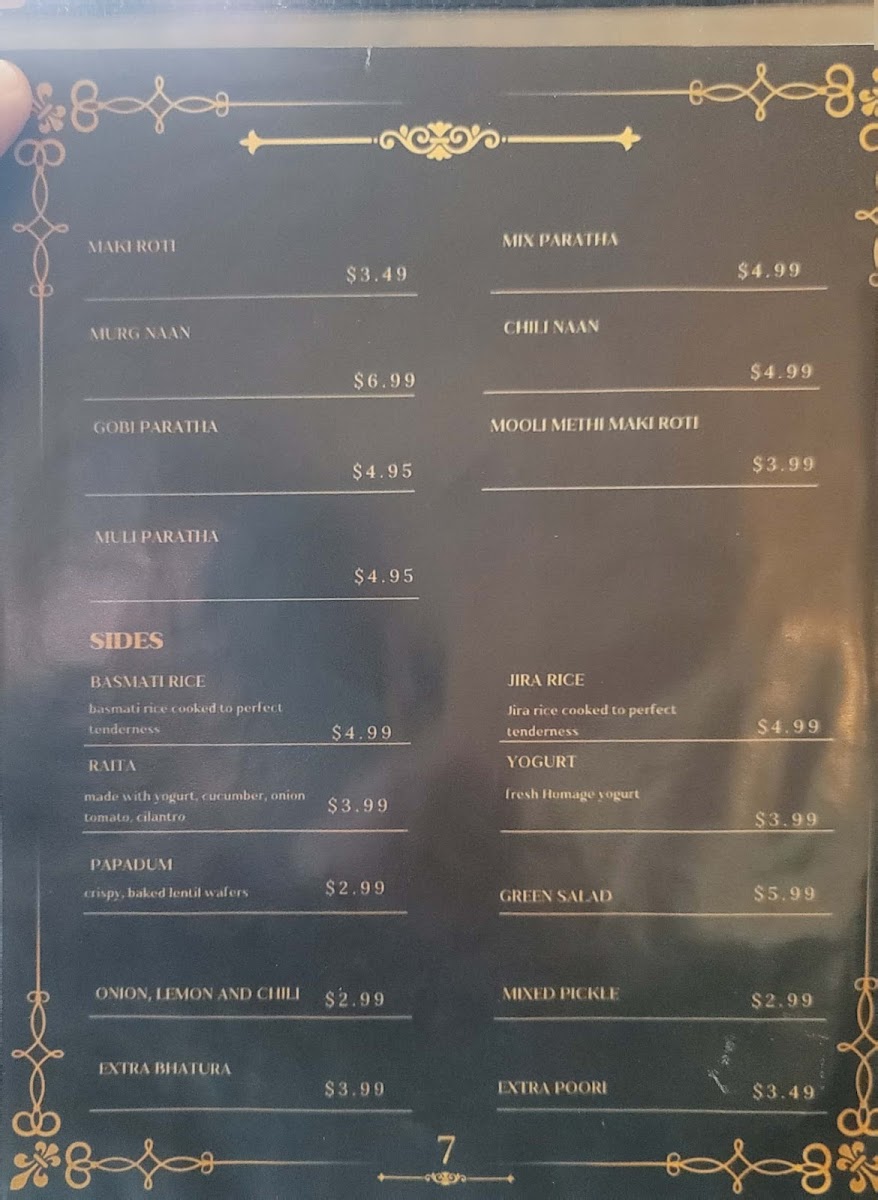 MAKI ROTI
$3.49
MURG NAAN
$6.99
GOBI PARATHA
$4.95
MULI PARATHA
$4.95
MIX PARATHA
$4.99
CHILI NAAN
$4.99
MOOLI METHI MAKI ROTI
$3.99
SIDES
BASMATI RICE
basmati rice cooked to perfect
tenderness
$4.99
RAITA
made with yogurt, cucumber, onion
tomato, cilantro
$3.99
PAPADUM
crispy, baked lentil wafers
$2.99
ONION, LEMON AND CHILI
$2.99
EXTRA BHATURA
$3.99
JIRA RICE
Jira rice cooked to perfect
tenderness
$4.99
YOGURT
fresh Homage yogurt
$3.99
GREEN SALAD
$5.99
MIXED PICKLE
$2.99
EXTRA POORI
$3.49
7